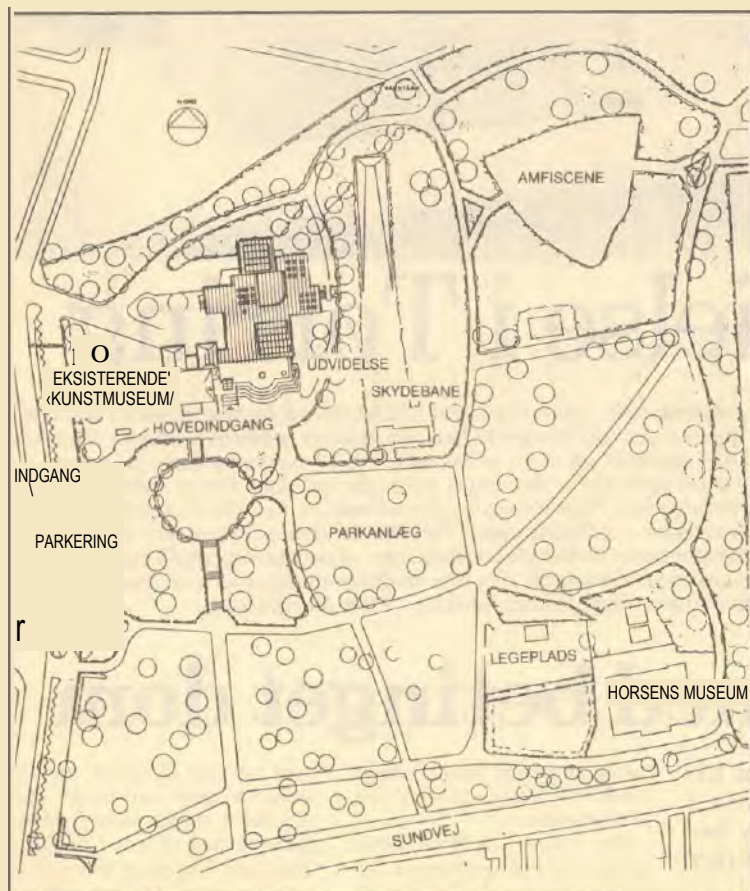 AMFISCENE
O
EKSISTERENDE'
‹KUNSTMUSEUM/
UDVIDELSE
SKYDEBANE
HOVEDINDGANG
INDGANG
\
PARKERING
PARKANLÆG
r
LEGEPLADS
HORSENS MUSEUM
SUNDVEJ